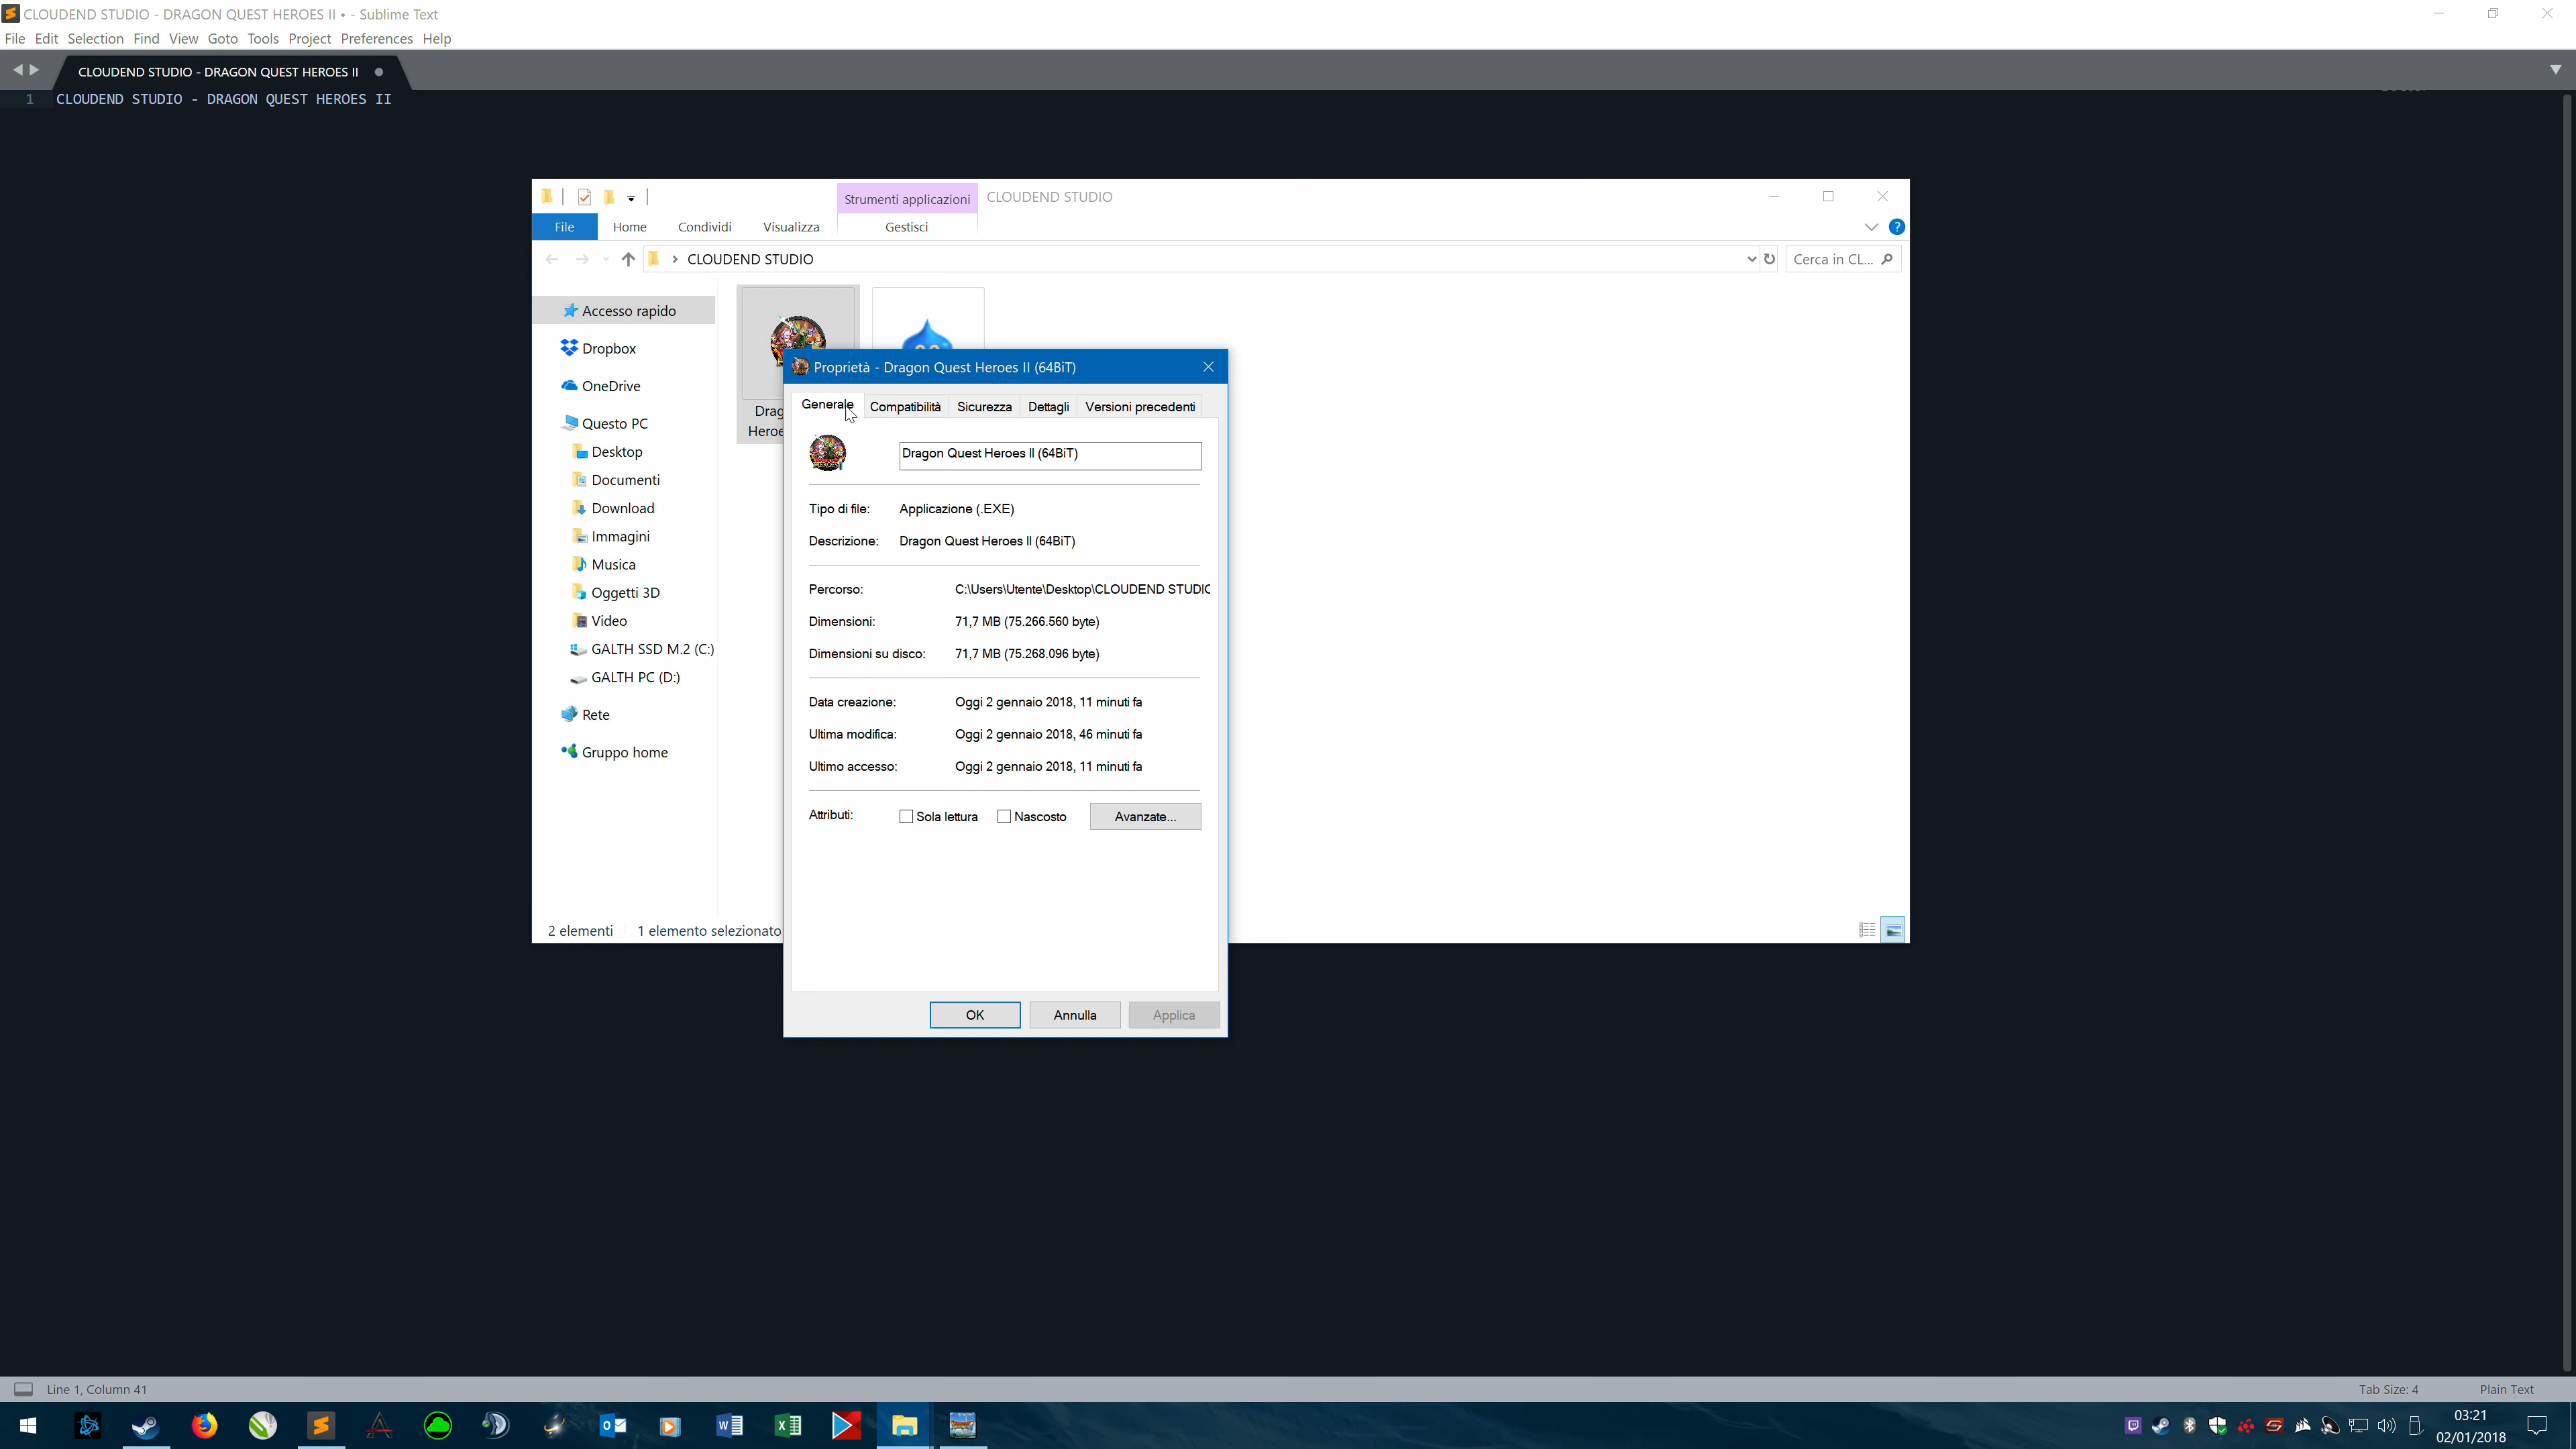 CLOUDEND STUDIO - DRAGON QUEST HEROES II • - Sublime Text
File Edit Selection Find View Goto Tools Project Preferences Help
CLOUDEND STUDIO - DRAGON QUEST HEROES II
1 CLOUDEND STUDIO - DRAGON QUEST HEROES II
Strumenti applicazioni CLOUDEND STUDIO
File Home Condividi Visualizza Gestisci
CLOUDEND STUDIO
Cerca in CL...
Accesso rapido
Dropbox
OneDrive
Questo PC
Desktop
Documenti
Download
Immagini
Musica
Oggetti 3D
Video
GALTH SSD M.2 (C:)
GALTH PC (D:)
Rete
Gruppo home
Drag
Heroe
2 elementi 1 elemento selezionato
Proprietà - Dragon Quest Heroes II (64BiT)
Generale Compatibilità Sicurezza Dettagli Versioni precedenti
Dragon Quest Heroes II (64BiT)
Tipo di file: Applicazione (.EXE)
Descrizione: Dragon Quest Heroes II (64BiT)
Percorso: C:\Users\Utente\Desktop\CLOUDEND STUDIO
Dimensioni: 71,7 MB (75.266.560 byte)
Dimensioni su disco: 71,7 MB (75.268.096 byte)
Data creazione: Oggi 2 gennaio 2018, 11 minuti fa
Ultima modifica: Oggi 2 gennaio 2018, 46 minuti fa
Ultimo accesso: Oggi 2 gennaio 2018, 11 minuti fa
Attributi: Sola lettura Nascosto Avanzate...
OK Annulla Applica
Line 1, Column 41
Tab Size: 4 Plain Text
03:21
02/01/2018